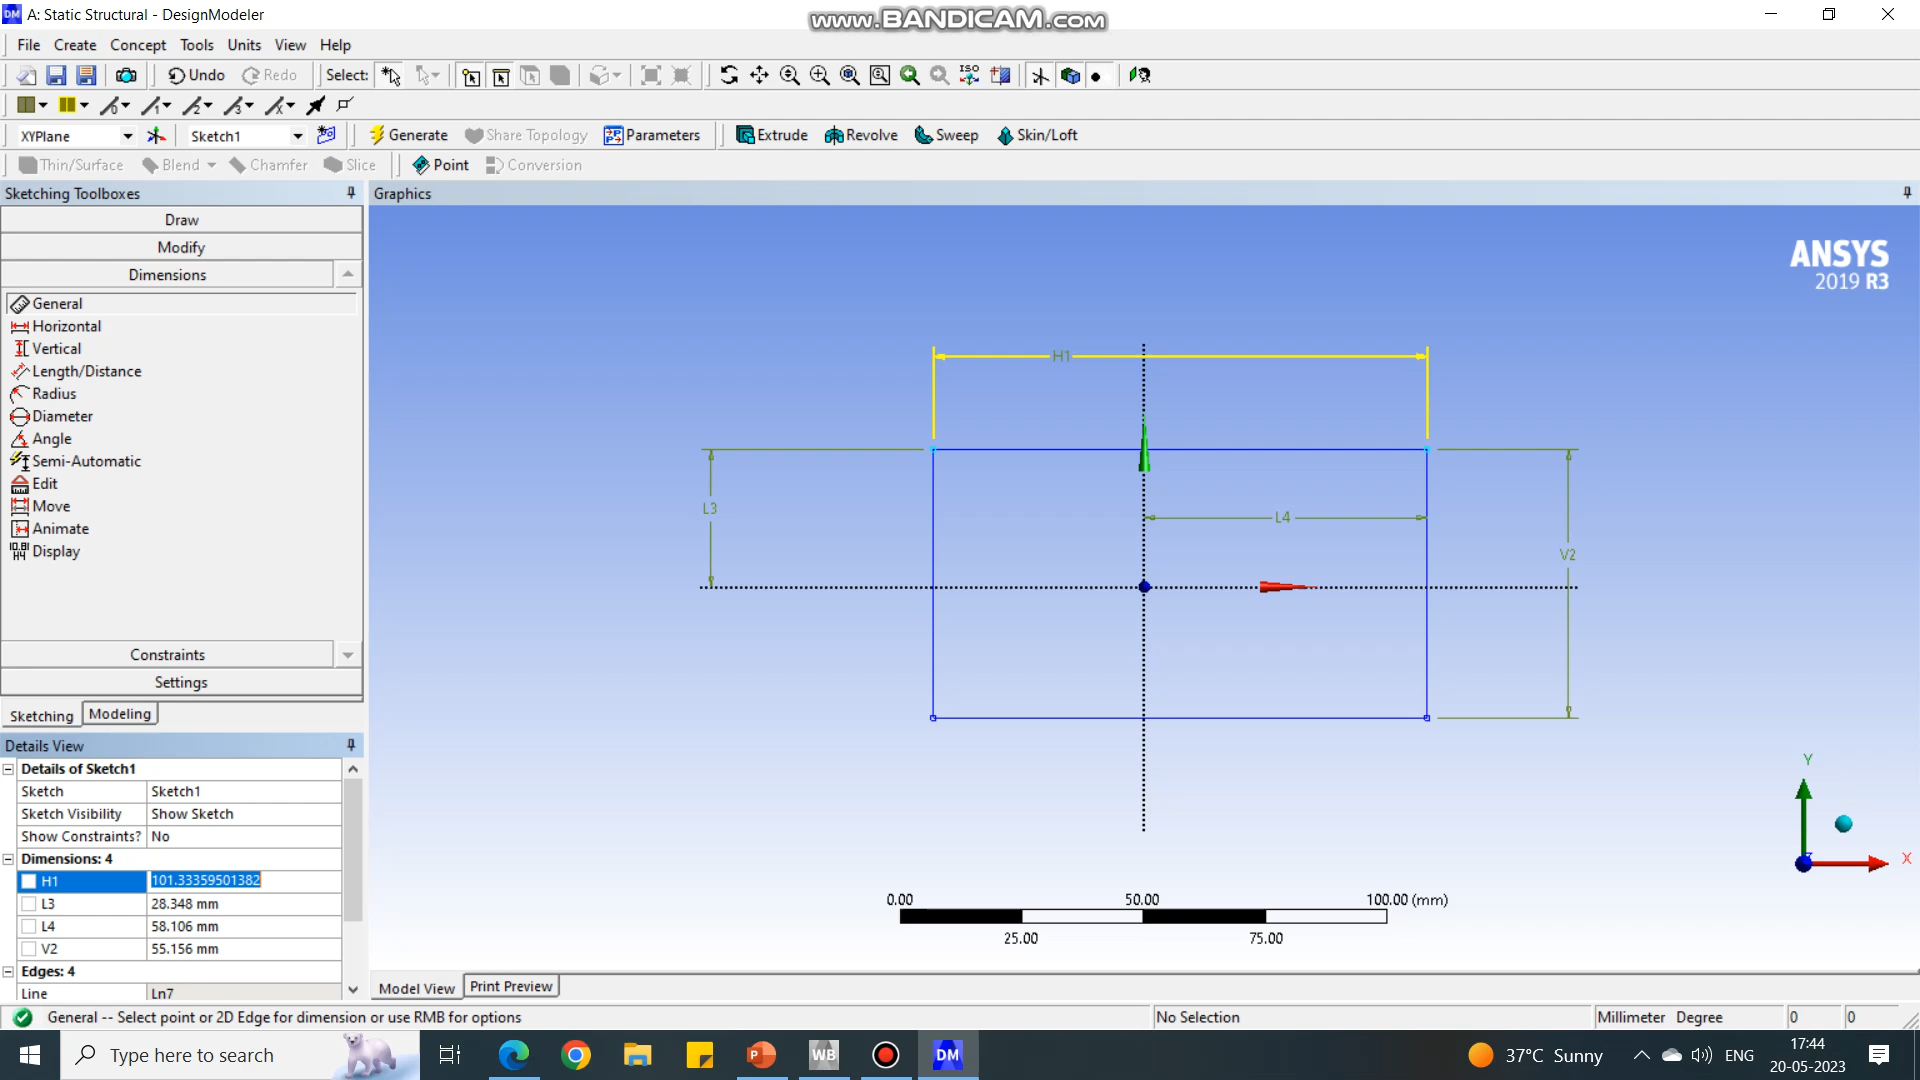 A: Static Structural - DesignModeler
www.BANDICAM.com
File Create Concept Tools Units View Help
Undo Redo Select: ISO
XYPlane Sketch1 Generate Share Topology Parameters Extrude Revolve Sweep Skin/Loft
Thin/Surface Blend Chamfer Slice Point Conversion
Sketching Toolboxes
Draw
Modify
Dimensions
General
Horizontal
Vertical
Length/Distance
Radius
Diameter
Angle
Semi-Automatic
Edit
Move
Animate
Display
Constraints
Settings
Sketching Modeling
Details View
Details of Sketch1
Sketch Sketch1
Sketch Visibility Show Sketch
Show Constraints? No
Dimensions: 4
H1 101.33359501382
L3 28.348 mm
L4 58.106 mm
V2 55.156 mm
Edges: 4
Line Ln7
Graphics
ANSYS
2019 R3
H1
L3
L4
V2
Y
X
0.00 50.00 100.00 (mm)
25.00 75.00
Model View Print Preview
General -- Select point or 2D Edge for dimension or use RMB for options
No Selection
Millimeter Degree 0 0
Type here to search
WB
DM
37°C Sunny
ENG
17:44
20-05-2023